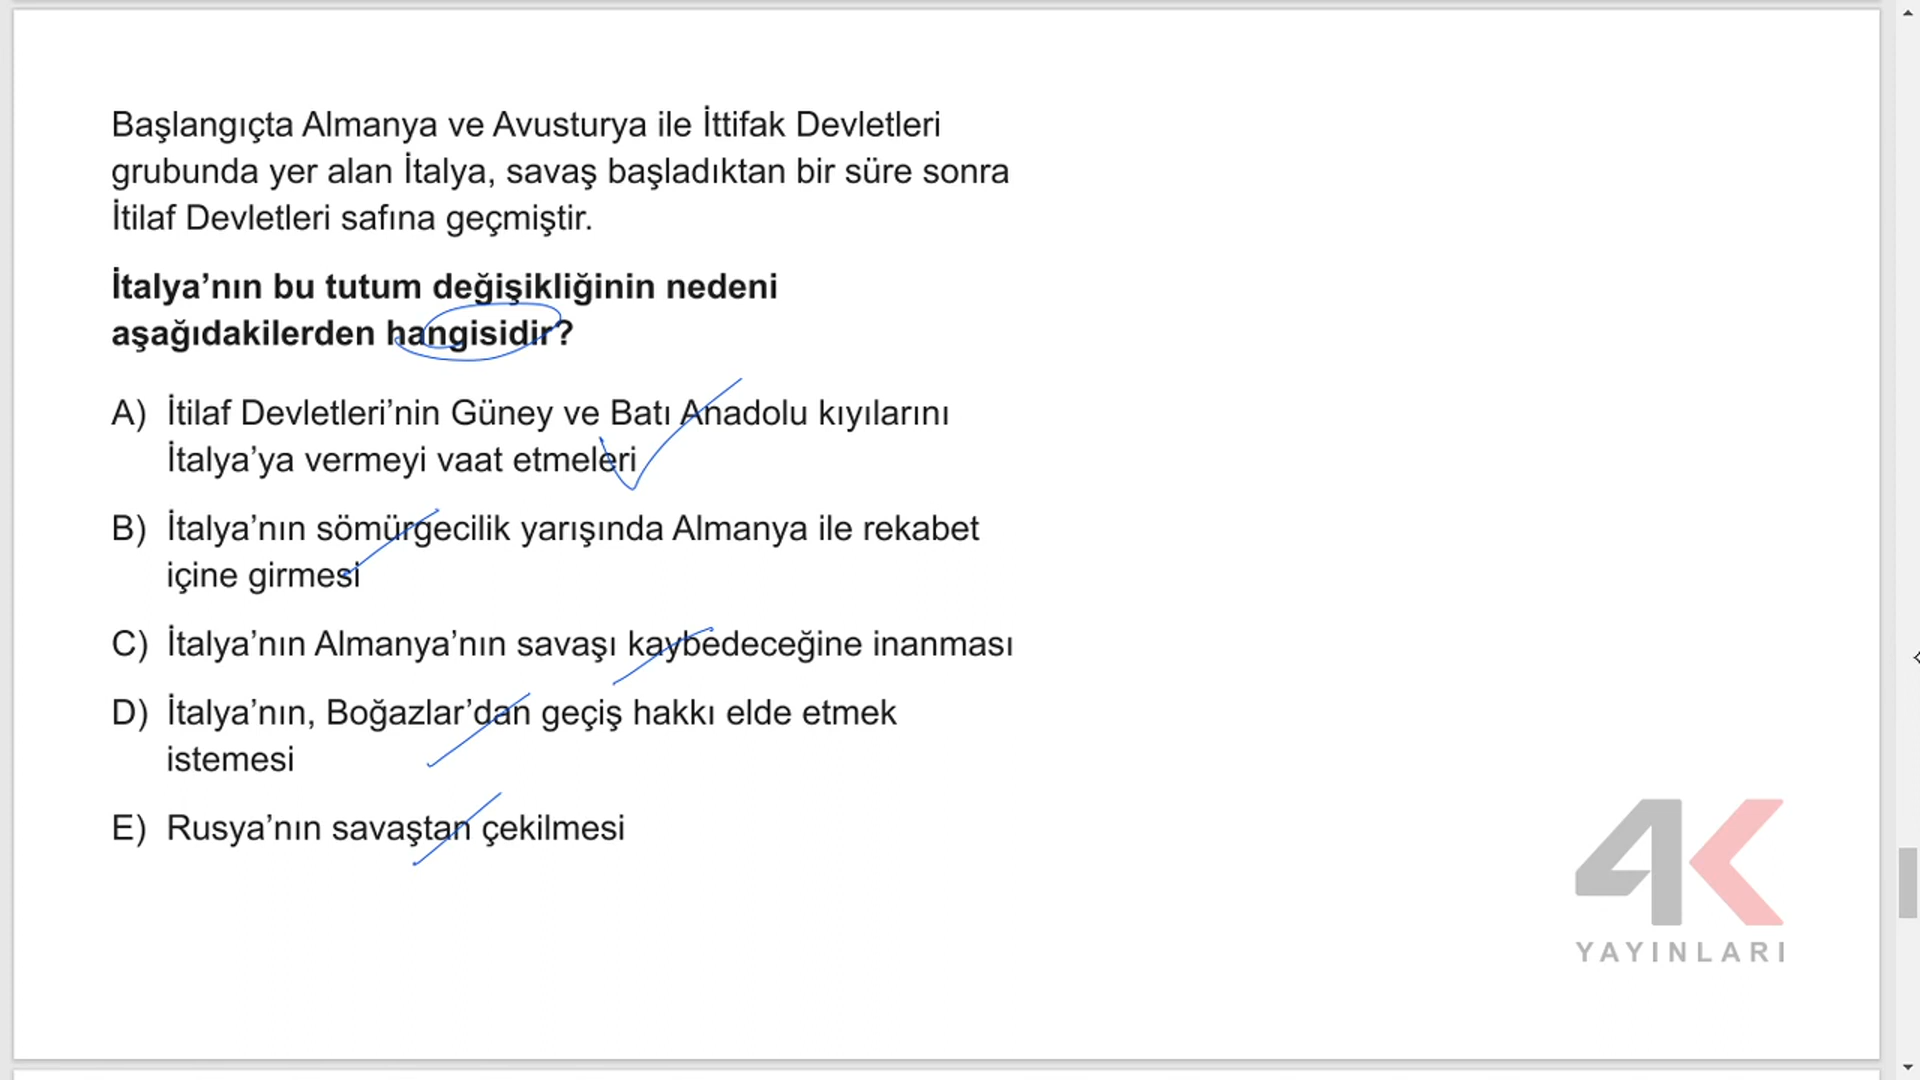 Başlangıçta Almanya ve Avusturya ile İttifak Devletleri
grubunda yer alan İtalya, savaş başladıktan bir süre sonra
İtilaf Devletleri safına geçmiştir.
İtalya’nın bu tutum değişikliğinin nedeni
aşağıdakilerden hangisidir?
A) İtilaf Devletleri’nin Güney ve Batı Anadolu kıyılarını
İtalya’ya vermeyi vaat etmeleri
B) İtalya’nın sömürgecilik yarışında Almanya ile rekabet
içine girmesi
C) İtalya’nın Almanya’nın savaşı kaybedeceğine inanması
D) İtalya’nın, Boğazlar’dan geçiş hakkı elde etmek
istemesi
E) Rusya’nın savaştan çekilmesi
4K
YAYINLARI